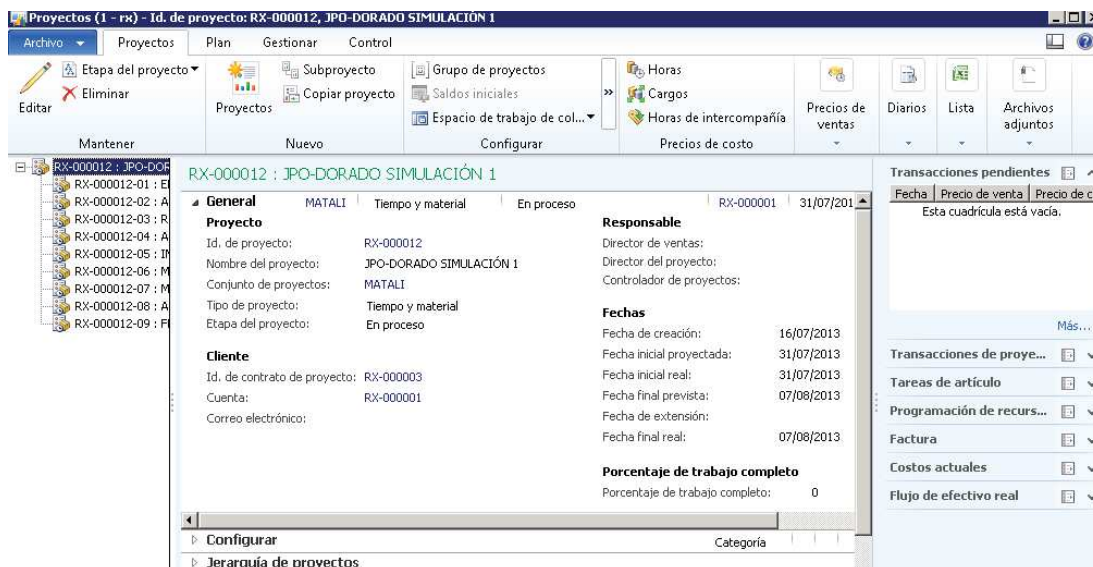 Proyectos (1 - rx) - Id. de proyecto: RX-000012, JPO-DORADO SIMULACIÓN 1
Archivo Proyectos Plan Gestionar Control
Editar
Etapa del proyecto
Eliminar
Mantener
Proyectos
Subproyecto
Copiar proyecto
Nuevo
Grupo de proyectos
Saldos iniciales
Espacio de trabajo de col...
Configurar
»
Horas
Cargos
Horas de intercompañía
Precios de costo
Precios de
ventas
Diarios
Lista
Archivos
adjuntos
RX-000012 : JPO-DOR
RX-000012-01 : El
RX-000012-02 : A
RX-000012-03 : R
RX-000012-04 : A
RX-000012-05 : IN
RX-000012-06 : M
RX-000012-07 : M
RX-000012-08 : A
RX-000012-09 : F
RX-000012 : JPO-DORADO SIMULACIÓN 1
General MATALI Tiempo y material En proceso RX-000001 31/07/201
Proyecto
Id. de proyecto: RX-000012
Nombre del proyecto: JPO-DORADO SIMULACIÓN 1
Conjunto de proyectos: MATALI
Tipo de proyecto: Tiempo y material
Etapa del proyecto: En proceso
Cliente
Id. de contrato de proyecto: RX-000003
Cuenta: RX-000001
Correo electrónico:
Responsable
Director de ventas:
Director del proyecto:
Controlador de proyectos:
Fechas
Fecha de creación: 16/07/2013
Fecha inicial proyectada: 31/07/2013
Fecha inicial real: 31/07/2013
Fecha final prevista: 07/08/2013
Fecha de extensión:
Fecha final real: 07/08/2013
Porcentaje de trabajo completo
Porcentaje de trabajo completo: 0
Configurar Categoría
Jerarquía de proyectos
Transacciones pendientes
Fecha Precio de venta Precio de c
Esta cuadrícula está vacía.
Más...
Transacciones de proye...
Tareas de artículo
Programación de recurs...
Factura
Costos actuales
Flujo de efectivo real